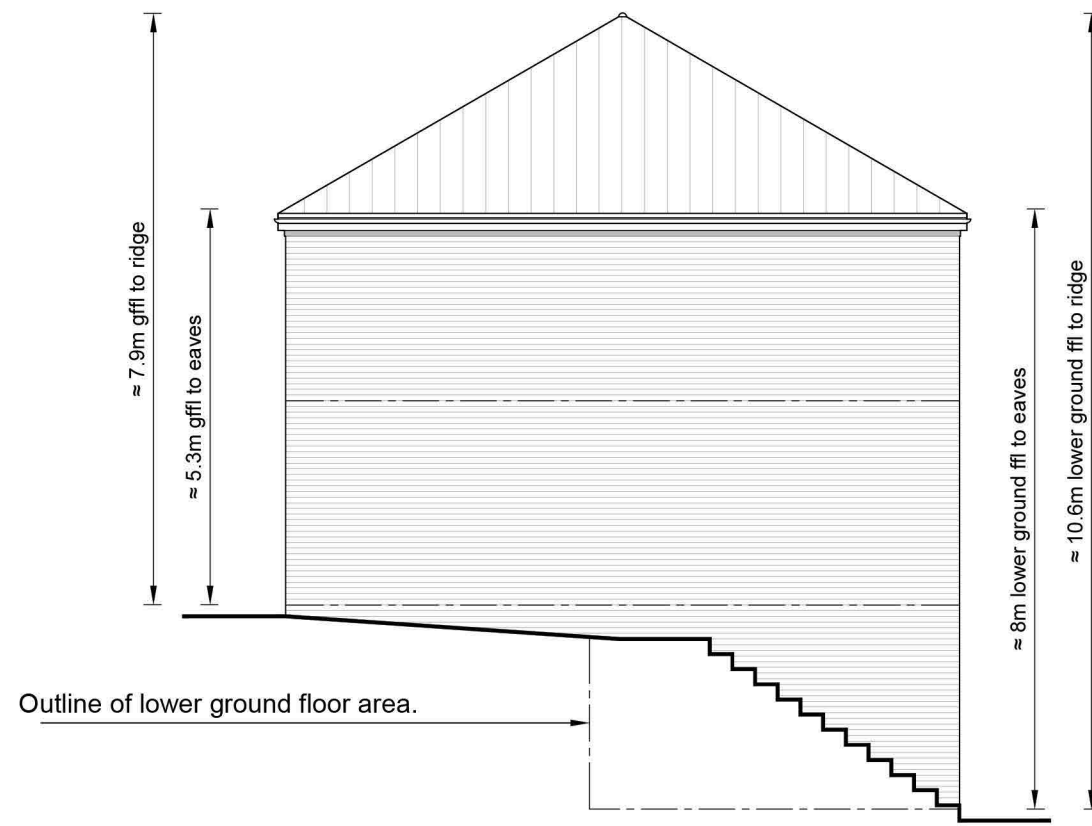 ≈ 7.9m gffl to ridge
≈ 5.3m gffl to eaves
≈ 8m lower ground ffl to eaves
≈ 10.6m lower ground ffl to ridge
Outline of lower ground floor area.